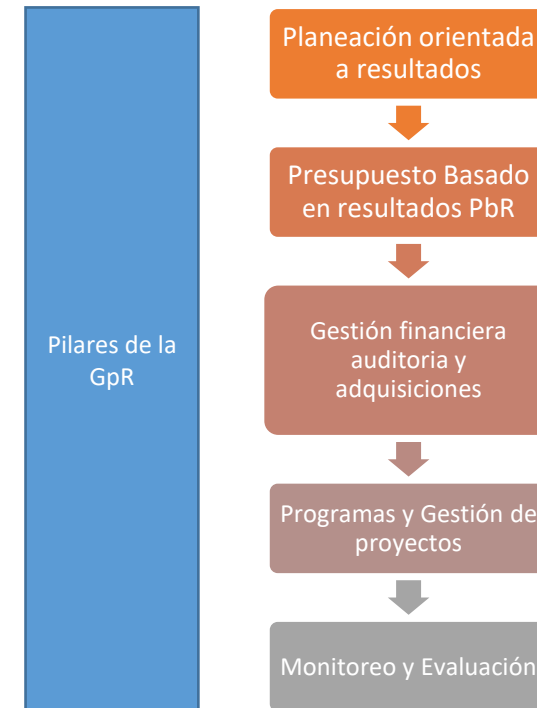 Pilares de la
GpR
Planeación orientada
a resultados
Presupuesto Basado
en resultados PbR
Gestión financiera
auditoria y
adquisiciones
Programas y Gestión de
proyectos
Monitoreo y Evaluación